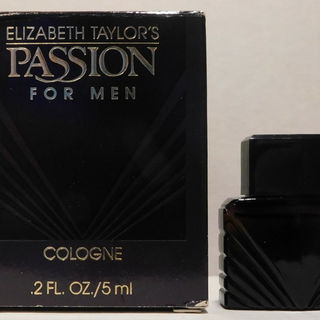 ELIZABETH TAYLOR'S
PASSION
FOR MEN
COLOGNE
.2 FL. OZ./5 ml